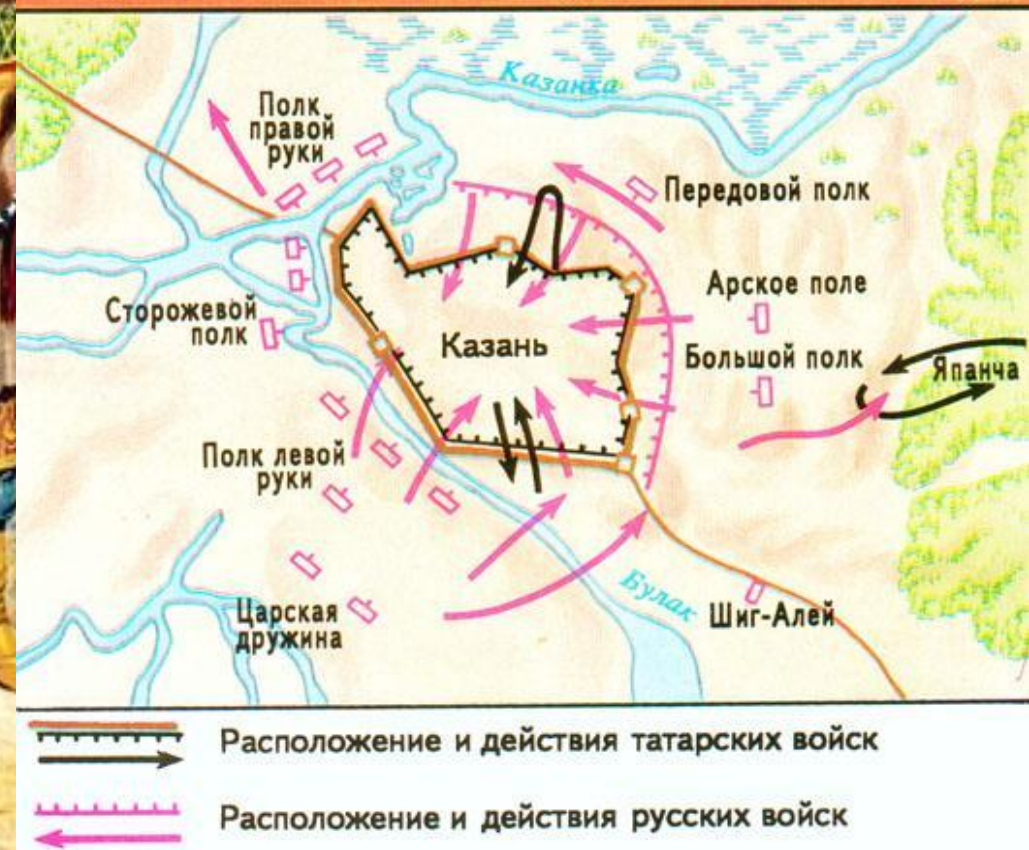 Казанка
Полк
правой
руки
Передовой полк
Арское поле
Сторожевой
полк
Казань
Большой полк
Япанча
Полк левой
руки
Булак
Царская
дружина
Шиг-Алей
Расположение и действия татарских войск
Расположение и действия русских войск